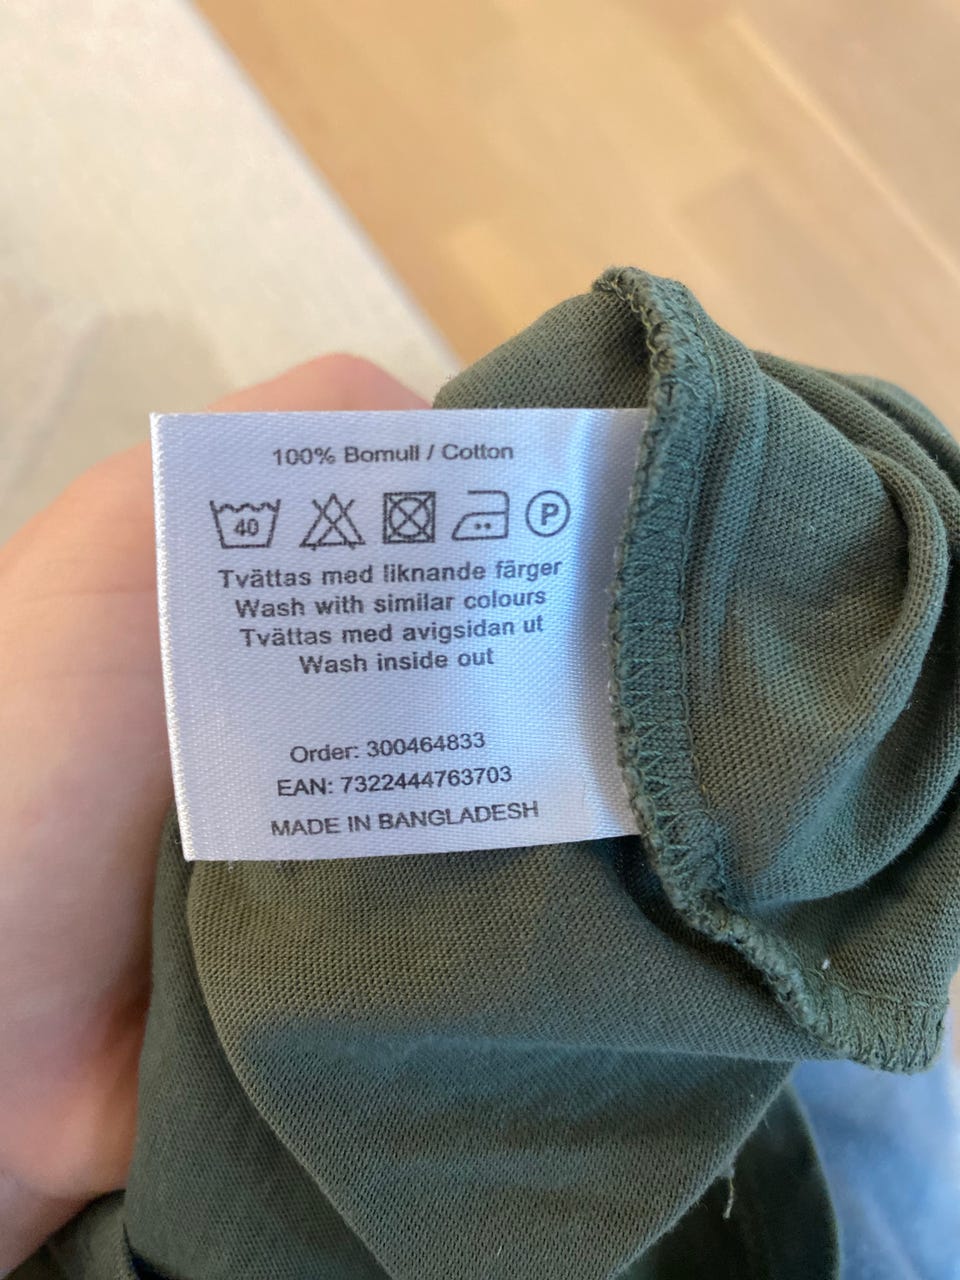 100% Bomull / Cotton
40 P
Tvättas med liknande färger
Wash with similar colours
Tvättas med avigsidan ut
Wash inside out
Order: 300464833
EAN: 7322444763703
MADE IN BANGLADESH